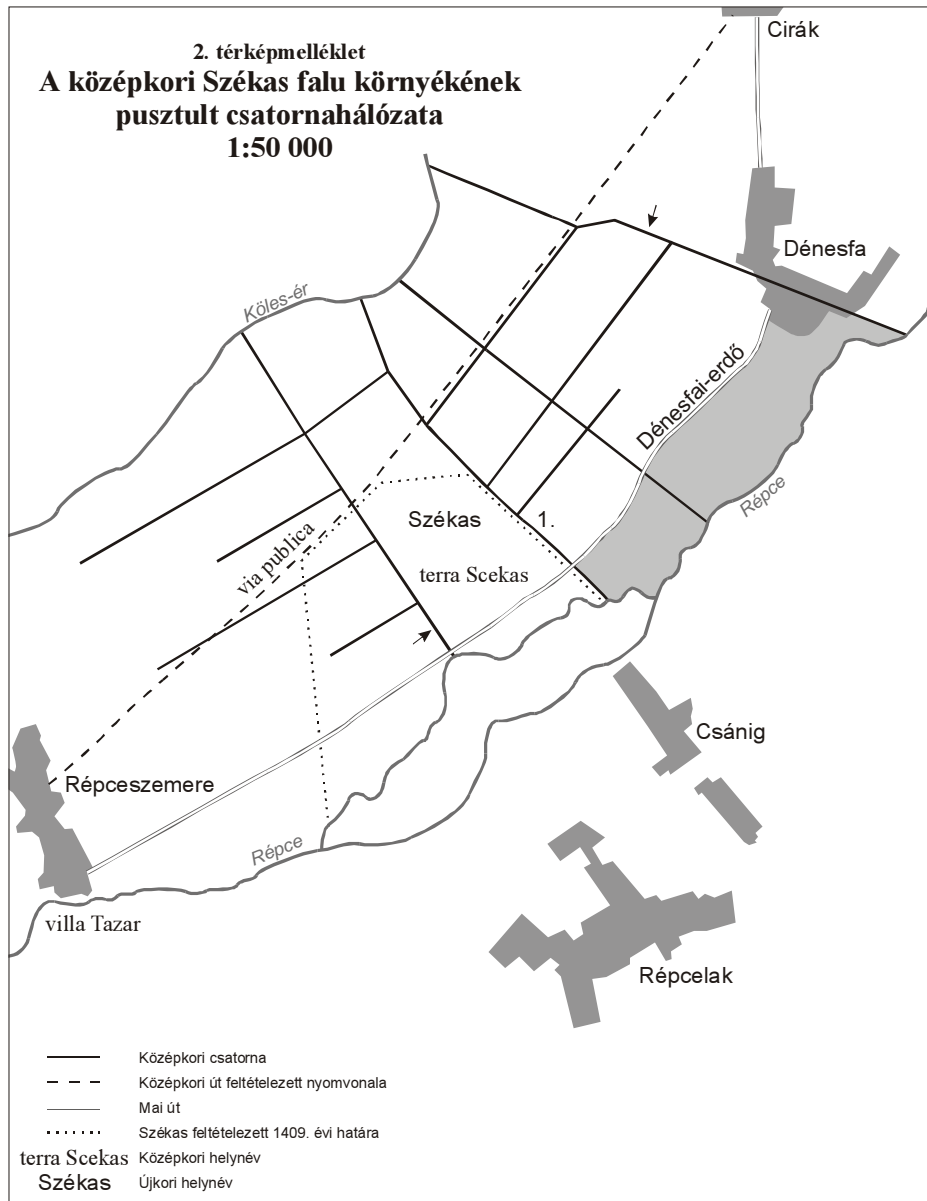 2. térképmelléklet
A középkori Székas falu környékének
pusztult csatornahálózata
1:50 000
Cirák
Dénesfa
Köles-ér
Dénesfai-erdő
Répce
Székas
1.
via publica
terra Scekas
Csánig
Répceszemere
Répce
villa Tazar
Répcelak
Középkori csatorna
Középkori út feltételezett nyomvonala
Mai út
Székas feltételezett 1409. évi határa
terra Scekas Középkori helynév
Székas Újkori helynév